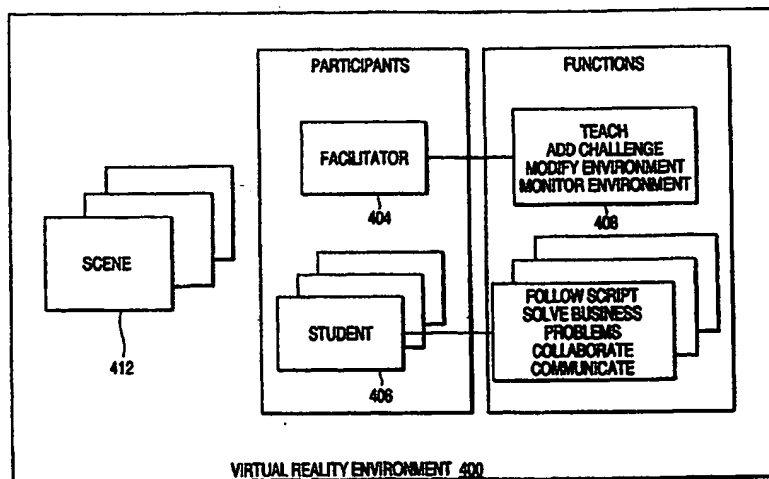 PARTICIPANTS
FUNCTIONS
FACILITATOR
404
TEACH
ADD CHALLENGE
MODIFY ENVIRONMENT
MONITOR ENVIRONMENT
408
SCENE
412
STUDENT
406
FOLLOW SCRIPT
SOLVE BUSINESS
PROBLEMS
COLLABORATE
COMMUNICATE
VIRTUAL REALITY ENVIRONMENT 400